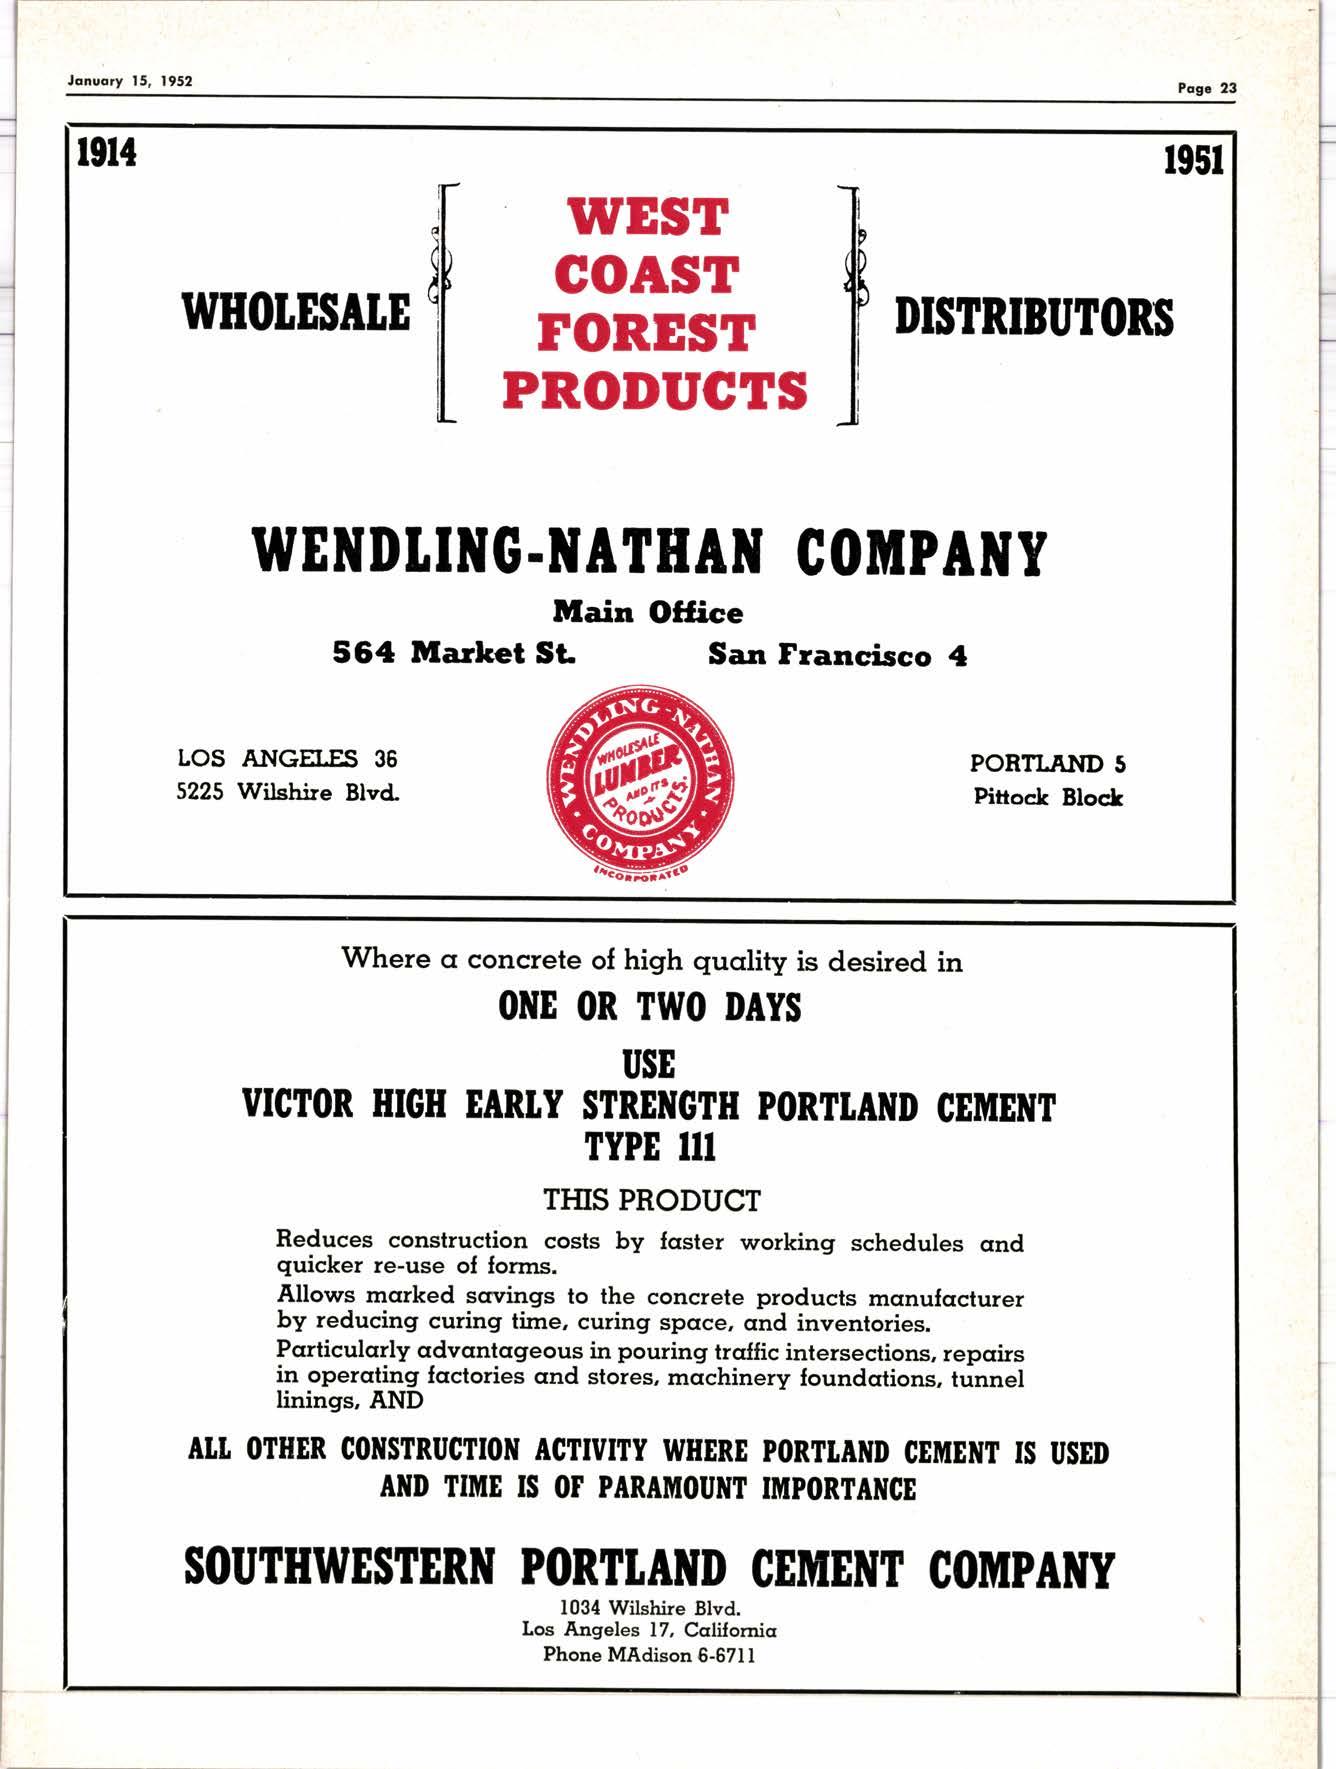 January 15, 1952
Page 23
1914
1951
WHOLESALE
WEST
COAST
FOREST
PRODUCTS
DISTRIBUTORS
WENDLING-NATHAN COMPANY
Main Office
564 Market St. San Francisco 4
LOS ANGELES 36
5225 Wilshire Blvd.
WENDLING-NATHAN
COMPANY
INCORPORATED
WHOLESALE
LUMBER
AND ITS
PRODUCTS.
PORTLAND 5
Pittock Block
Where a concrete of high quality is desired in
ONE OR TWO DAYS
USE
VICTOR HIGH EARLY STRENGTH PORTLAND CEMENT
TYPE 111
THIS PRODUCT
Reduces construction costs by faster working schedules and
quicker re-use of forms.
Allows marked savings to the concrete products manufacturer
by reducing curing time, curing space, and inventories.
Particularly advantageous in pouring traffic intersections, repairs
in operating factories and stores, machinery foundations, tunnel
linings, AND
ALL OTHER CONSTRUCTION ACTIVITY WHERE PORTLAND CEMENT IS USED
AND TIME IS OF PARAMOUNT IMPORTANCE
SOUTHWESTERN PORTLAND CEMENT COMPANY
1034 Wilshire Blvd.
Los Angeles 17, California
Phone MAdison 6-6711